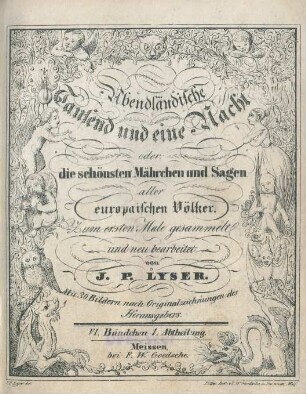 Abendländische
Tausend und eine Nacht
oder
die schönsten Mährchen und Sagen
aller
europäischen Völker.
Zum ersten Male gesammelt
und neu bearbeitet
von
J. P. LYSER.
Mit 30 Bildern nach Originalzeichnungen des
Herausgebers.
VI. Bändchen 1. Abtheilung.
Meissen,
bei F. W. Goedsche.